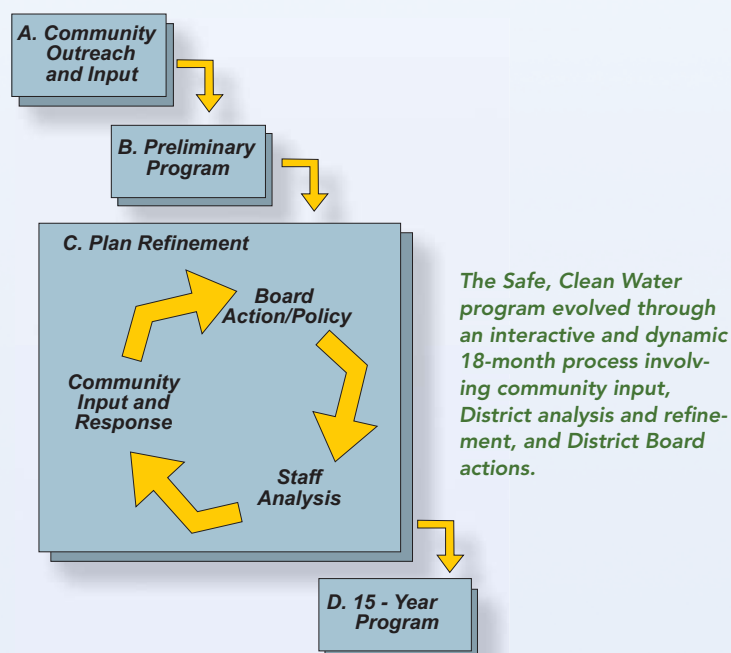 A. Community
Outreach
and Input
B. Preliminary
Program
C. Plan Refinement
Board
Action/Policy
Community
Input and
Response
Staff
Analysis
The Safe, Clean Water
program evolved through
an interactive and dynamic
18-month process involv-
ing community input,
District analysis and refine-
ment, and District Board
actions.
D. 15 - Year
Program